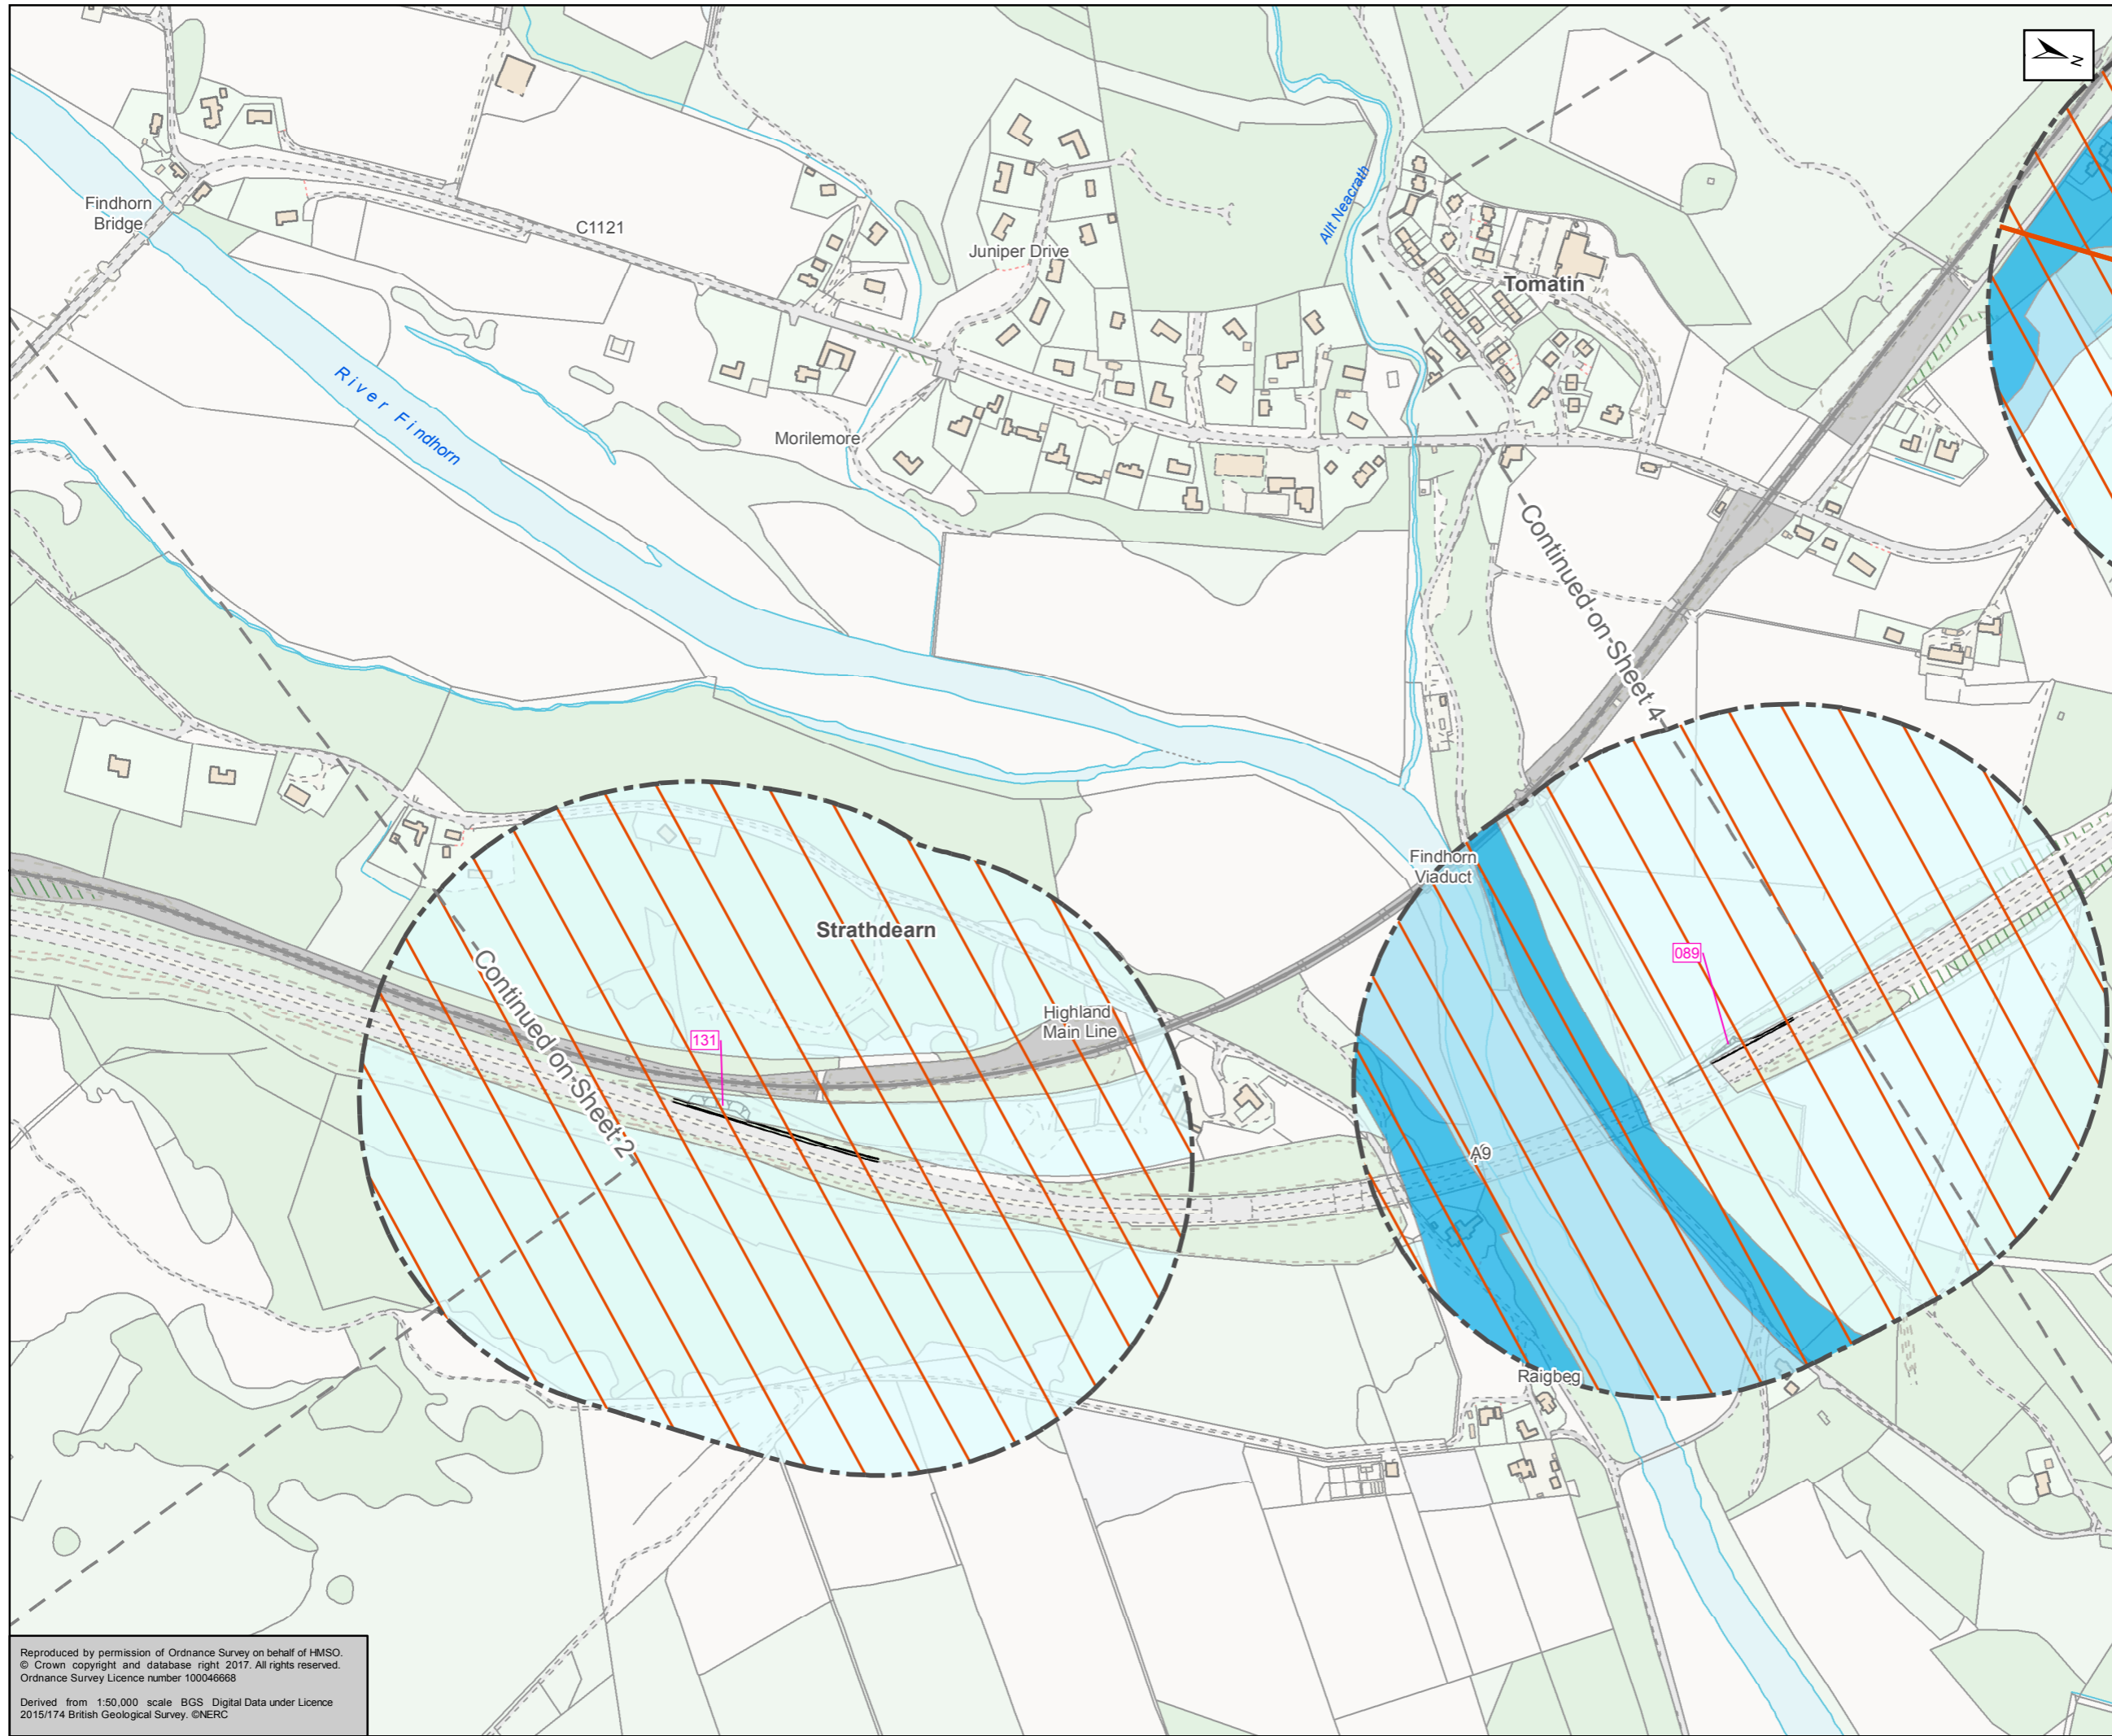 N
Findhorn
Bridge
C1121
Juniper Drive
Allt Neacrath
Tomatin
River Findhorn
Morilemore
Continued on Sheet 4
Findhorn
Viaduct
Strathdearn
089
Continued on Sheet 2
Highland
Main Line
131
A9
Raigbeg
Reproduced by permission of Ordnance Survey on behalf of HMSO.
© Crown copyright and database right 2017. All rights reserved.
Ordnance Survey Licence number 100046668
Derived from 1:50,000 scale BGS Digital Data under Licence
2015/174 British Geological Survey. ©NERC